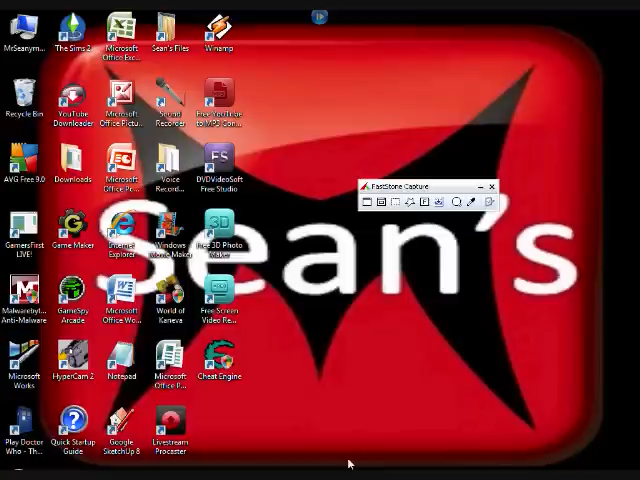 MrSeanym...
The Sims 2
Microsoft
Office Exc...
Sean's Files
Winamp
Recycle Bin
YouTube
Downloader
Microsoft
Office Pictu...
Sound
Recorder
Free YouTube
to MP3 Con...
FastStone Capture
AVG Free 9.0
Downloads
Microsoft
Office Po...
Voice
Record...
DVDVideoSoft
Free Studio
GamersFirst
LIVE!
Game Maker
Internet
Explorer
Windows
Movie Maker
Free 3D Photo
Maker
Sean's
Malwarebyt...
Anti-Malware
GameSpy
Arcade
Microsoft
Office Wo...
World of
Kaneva
Free Screen
Video Re...
Microsoft
Works
HyperCam 2
Notepad
Microsoft
Office P...
Cheat Engine
Play Doctor
Who - Th...
Quick Startup
Guide
Google
SketchUp 8
Livestream
Procaster